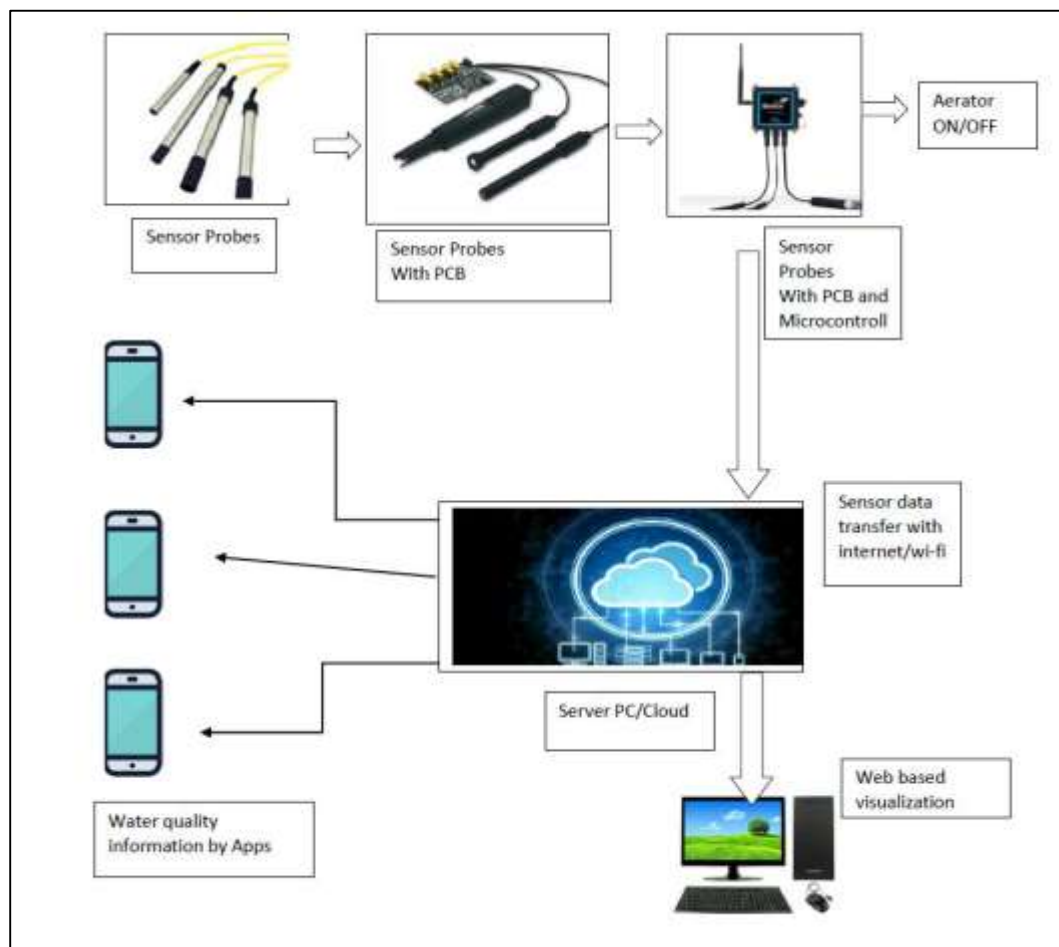 Sensor Probes
Sensor Probes
With PCB
Sensor
Probes
With PCB and
Microcontroll
Aerator
ON/OFF
Sensor data
transfer with
internet/wi-fi
Server PC/Cloud
Web based
visualization
Water quality
information by Apps